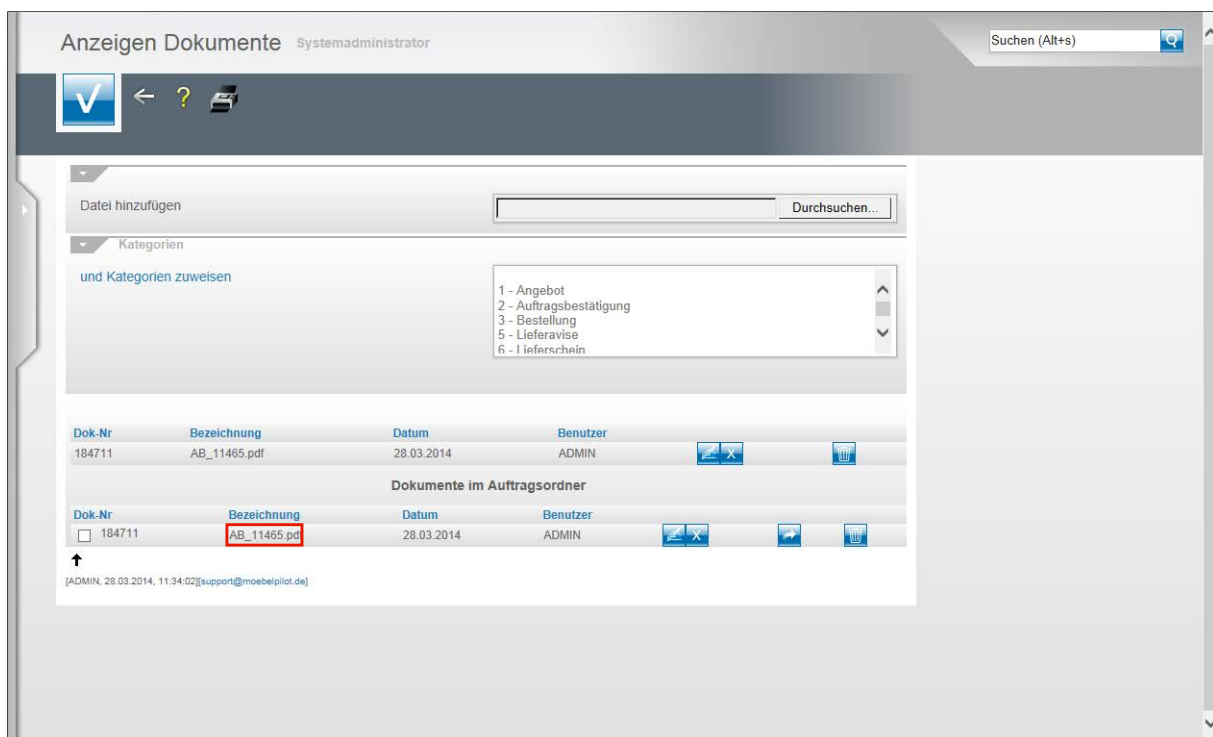 Anzeigen Dokumente Systemadministrator
Suchen (Alt+s)
Datei hinzufügen
Durchsuchen...
Kategorien
und Kategorien zuweisen
1 - Angebot
2 - Auftragsbestätigung
3 - Bestellung
5 - Lieferavise
6 - Lieferschein
Dok-Nr Bezeichnung Datum Benutzer
184711 AB_11465.pdf 28.03.2014 ADMIN
Dokumente im Auftragsordner
Dok-Nr Bezeichnung Datum Benutzer
184711 AB_11465.pdf 28.03.2014 ADMIN
[ADMIN, 28.03.2014, 11:34:02][support@moebelpilot.de]